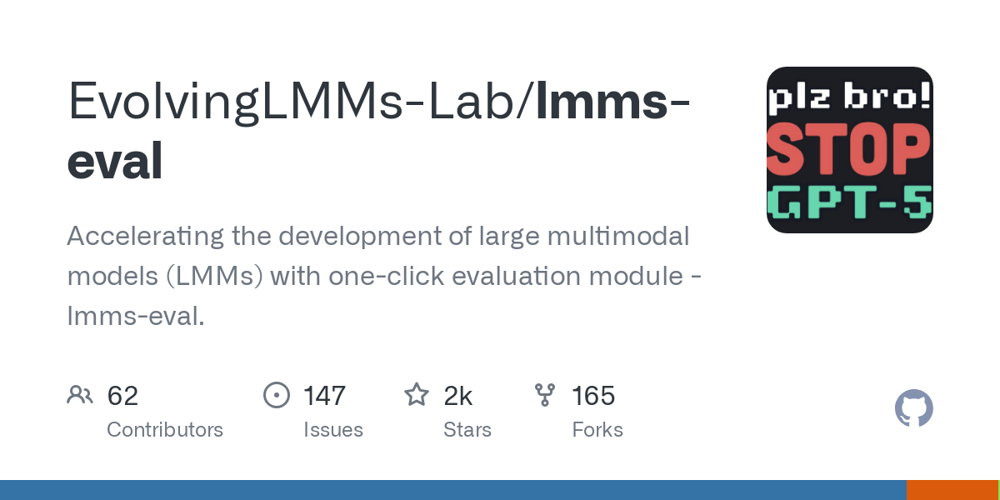 EvolvingLMMs-Lab/lmms-
eval
Accelerating the development of large multimodal
models (LMMs) with one-click evaluation module -
lmms-eval.
62
Contributors
147
Issues
2k
Stars
165
Forks
plz bro!
STOP
GPT-5